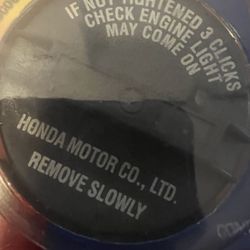 IF NOT TIGHTENED 3 CLICKS
CHECK ENGINE LIGHT
MAY COME ON
HONDA MOTOR CO., LTD.
REMOVE SLOWLY